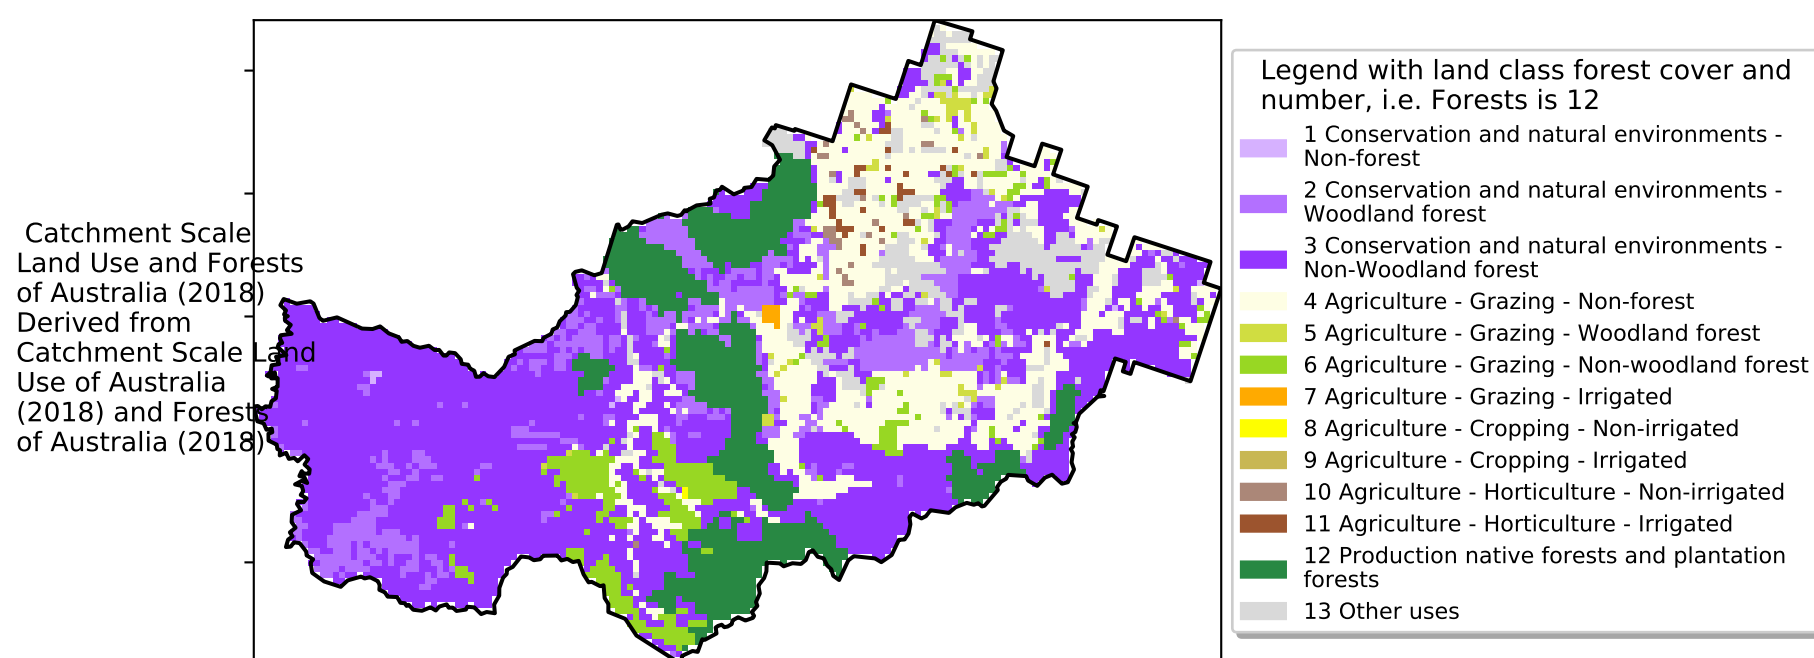 Catchment Scale
Land Use and Forests
of Australia (2018)
Derived from
Catchment Scale Land
Use of Australia
(2018) and Forests
of Australia (2018)
Legend with land class forest cover and
number, i.e. Forests is 12
1 Conservation and natural environments -
Non-forest
2 Conservation and natural environments -
Woodland forest
3 Conservation and natural environments -
Non-Woodland forest
4 Agriculture - Grazing - Non-forest
5 Agriculture - Grazing - Woodland forest
6 Agriculture - Grazing - Non-woodland forest
7 Agriculture - Grazing - Irrigated
8 Agriculture - Cropping - Non-irrigated
9 Agriculture - Cropping - Irrigated
10 Agriculture - Horticulture - Non-irrigated
11 Agriculture - Horticulture - Irrigated
12 Production native forests and plantation
forests
13 Other uses